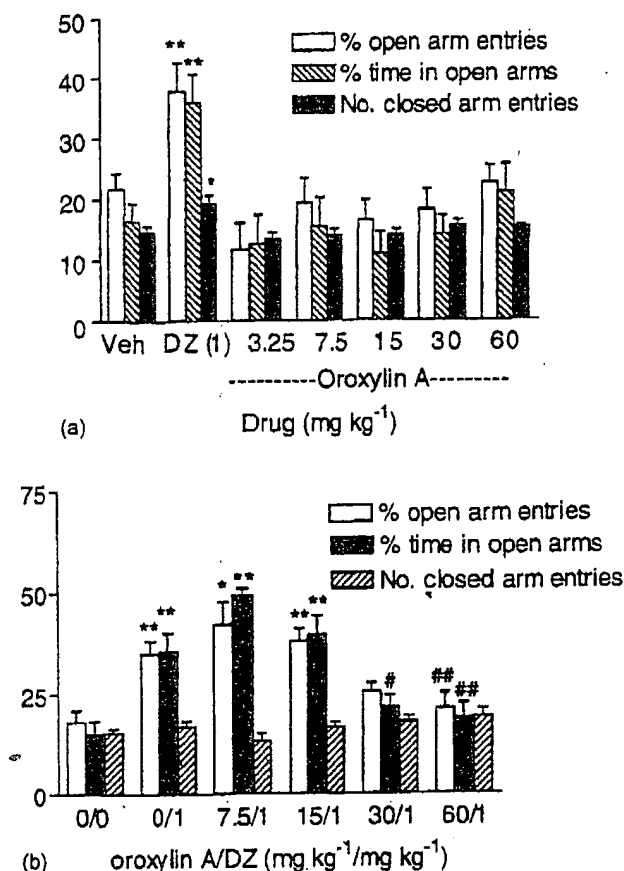 50
40
30
20
10
0
% open arm entries
% time in open arms
No. closed arm entries
** ** *
Veh DZ (1) 3.25 7.5 15 30 60
--------Oroxylin A--------
(a) Drug (mg kg-1)
75
50
25
0
% open arm entries
% time in open arms
No. closed arm entries
** ** * ** ** ** # ## ##
0/0 0/1 7.5/1 15/1 30/1 60/1
(b) oroxylin A/DZ (mg kg-1/mg kg-1)